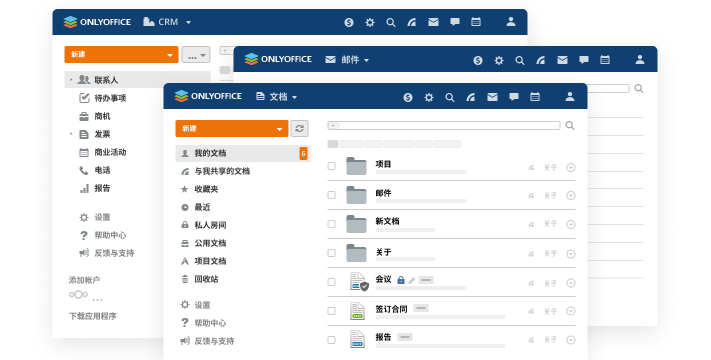 ONLYOFFICE CRM
新建 ...
联系人
待办事项
商机
发票
商业活动
电话
报告
设置
帮助中心
反馈与支持
添加帐户
下载应用程序
ONLYOFFICE 邮件
ONLYOFFICE 文档
新建
我的文档 5
与我共享的文档
收藏夹
最近
私人房间
公用文档
项目文档
回收站
设置
帮助中心
反馈与支持
项目 关于
邮件 关于
新文档 关于
关于 关于
会议 关于
签订合同 关于
报告 关于